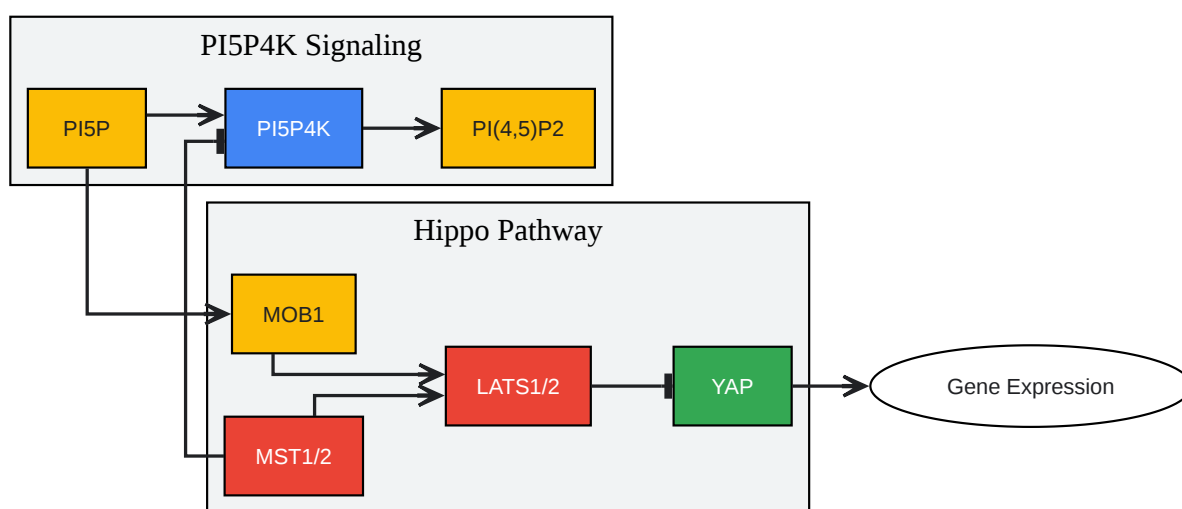 PI5P4K Signaling
PI5P
PI5P4K
PI(4,5)P2
Hippo Pathway
MOB1
LATS1/2
YAP
Gene Expression
MST1/2